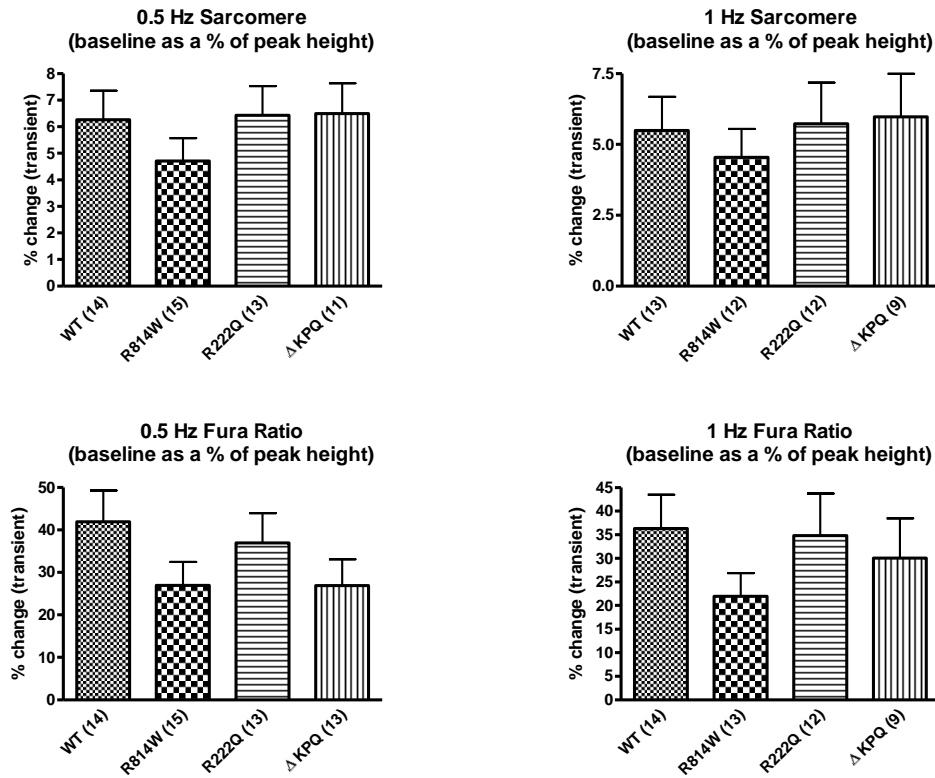 0.5 Hz Sarcomere
(baseline as a % of peak height)
% change (transient)
8
7
6
5
4
3
2
1
0
WT (14)
R814W (15)
R222Q (13)
Δ KPQ (11)
1 Hz Sarcomere
(baseline as a % of peak height)
% change (transient)
7.5
5.0
2.5
0.0
WT (13)
R814W (12)
R222Q (12)
Δ KPQ (9)
0.5 Hz Fura Ratio
(baseline as a % of peak height)
% change (transient)
50
40
30
20
10
0
WT (14)
R814W (15)
R222Q (13)
Δ KPQ (13)
1 Hz Fura Ratio
(baseline as a % of peak height)
% change (transient)
45
40
35
30
25
20
15
10
5
0
WT (14)
R814W (13)
R222Q (12)
Δ KPQ (9)